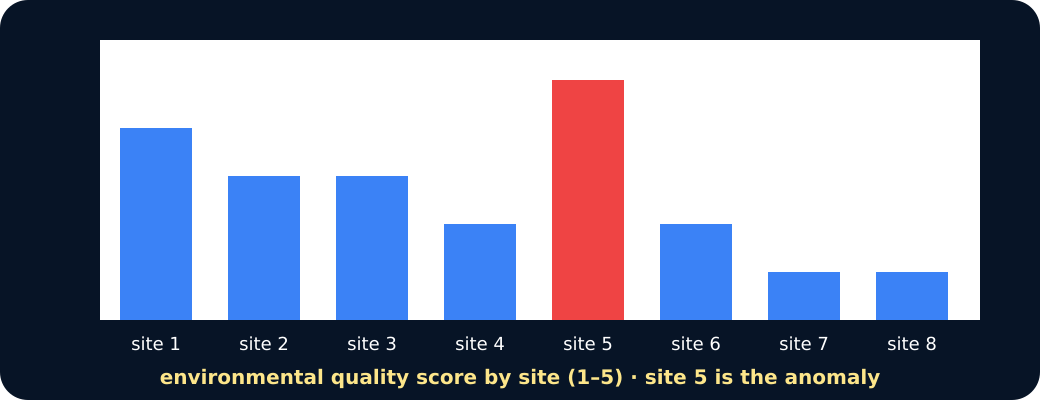 site 1 site 2 site 3 site 4 site 5 site 6 site 7 site 8
environmental quality score by site (1–5) · site 5 is the anomaly